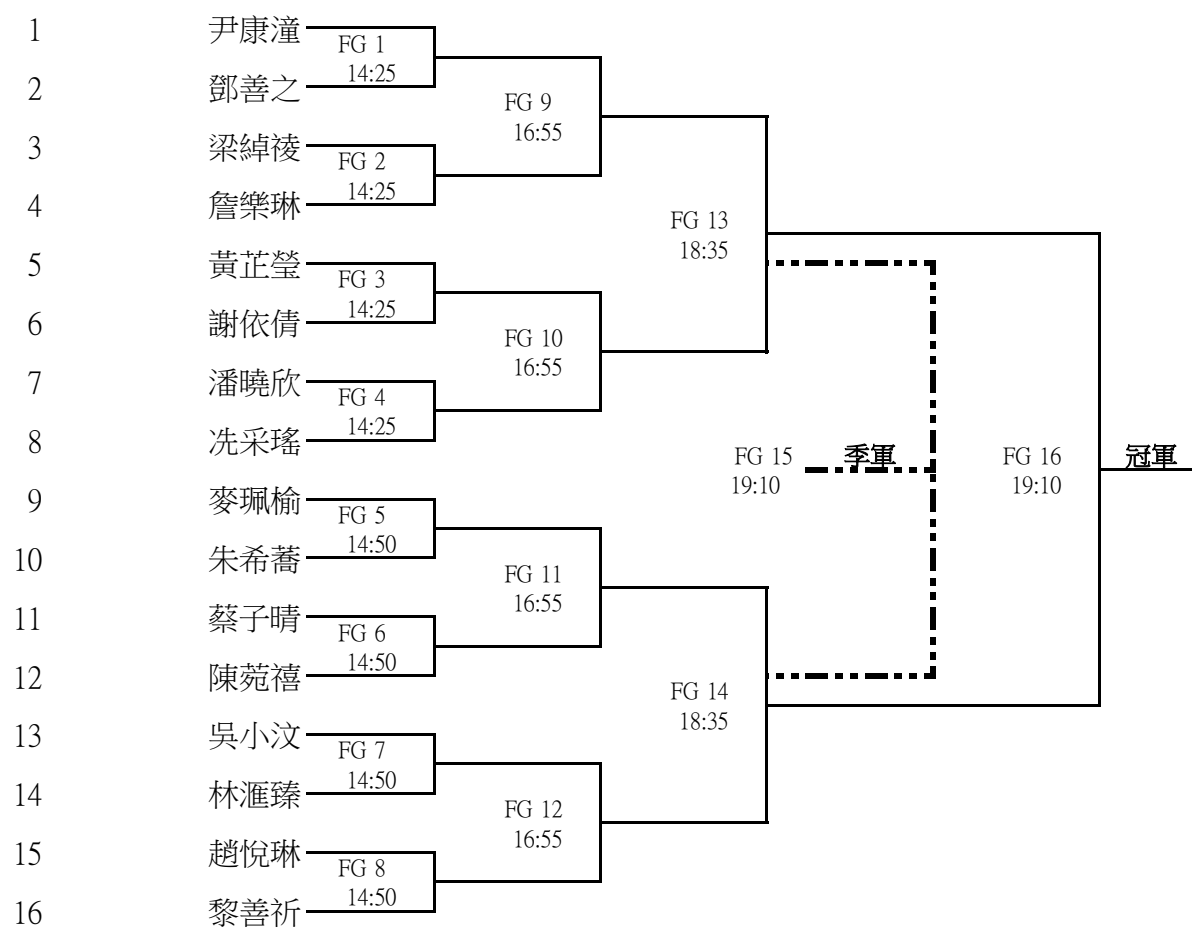 1 尹康潼
FG 1
14:25
2 鄧善之
FG 9
16:55
3 梁綽祾
FG 2
14:25
4 詹樂琳
FG 13
18:35
5 黃芷瑩
FG 3
14:25
6 謝依倩
FG 10
16:55
7 潘曉欣
FG 4
14:25
8 冼采瑤
FG 15 季軍
19:10
FG 16 冠軍
19:10
9 麥珮榆
FG 5
14:50
10 朱希蕎
FG 11
16:55
11 蔡子晴
FG 6
14:50
12 陳菀禧
FG 14
18:35
13 吳小汶
FG 7
14:50
14 林滙臻
FG 12
16:55
15 趙悅琳
FG 8
14:50
16 黎善祈